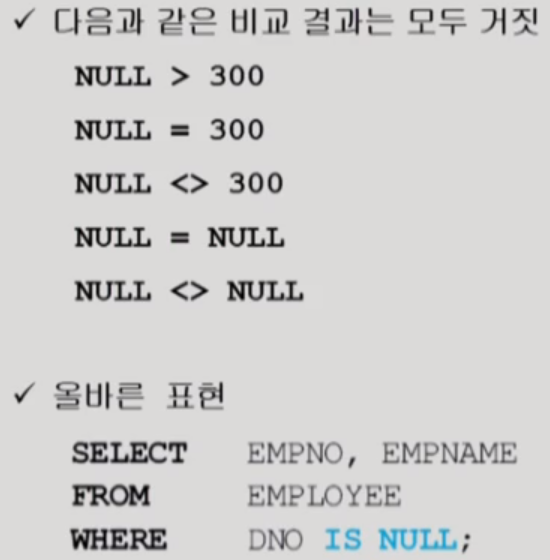 ✓ 다음과 같은 비교 결과는 모두 거짓
NULL > 300
NULL = 300
NULL <> 300
NULL = NULL
NULL <> NULL
✓ 올바른 표현
SELECT EMPNO, EMPNAME
FROM EMPLOYEE
WHERE DNO IS NULL;